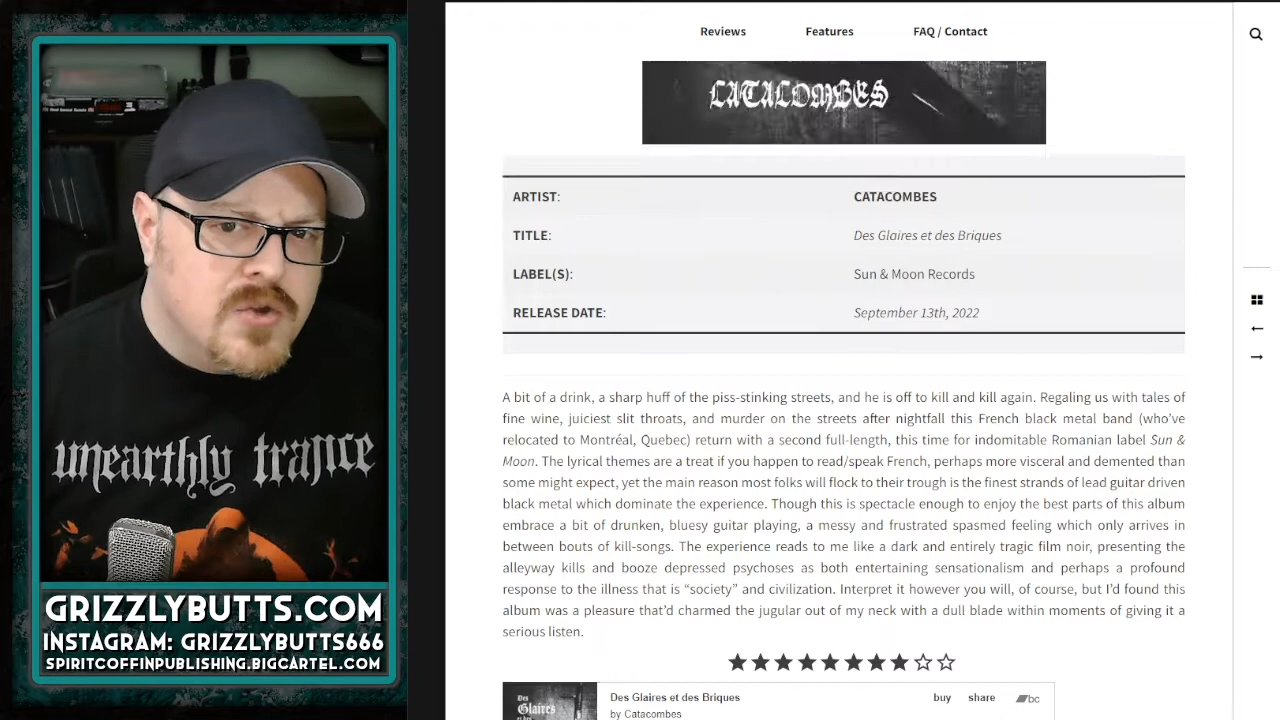 unearthly trance
GRIZZLYBUTTS.COM
INSTAGRAM: GRIZZLYBUTTS666
SPIRITCOFFINPUBLISHING.BIGCARTEL.COM
Reviews Features FAQ / Contact
CATACOMBES
ARTIST: CATACOMBES
TITLE: Des Glaires et des Briques
LABEL(S): Sun & Moon Records
RELEASE DATE: September 13th, 2022
A bit of a drink, a sharp huff of the piss-stinking streets, and he is off to kill and kill again. Regaling us with tales of
fine wine, juiciest slit throats, and murder on the streets after nightfall this French black metal band (who’ve
relocated to Montréal, Quebec) return with a second full-length, this time for indomitable Romanian label Sun &
Moon. The lyrical themes are a treat if you happen to read/speak French, perhaps more visceral and demented than
some might expect, yet the main reason most folks will flock to their trough is the finest strands of lead guitar driven
black metal which dominate the experience. Though this is spectacle enough to enjoy the best parts of this album
embrace a bit of drunken, bluesy guitar playing, a messy and frustrated spasmed feeling which only arrives in
between bouts of kill-songs. The experience reads to me like a dark and entirely tragic film noir, presenting the
alleyway kills and booze depressed psychoses as both entertaining sensationalism and perhaps a profound
response to the illness that is “society” and civilization. Interpret it however you will, of course, but I’d found this
album was a pleasure that’d charmed the jugular out of my neck with a dull blade within moments of giving it a
serious listen.
Des
Glaires
Des Glaires et des Briques buy share bc
by Catacombes